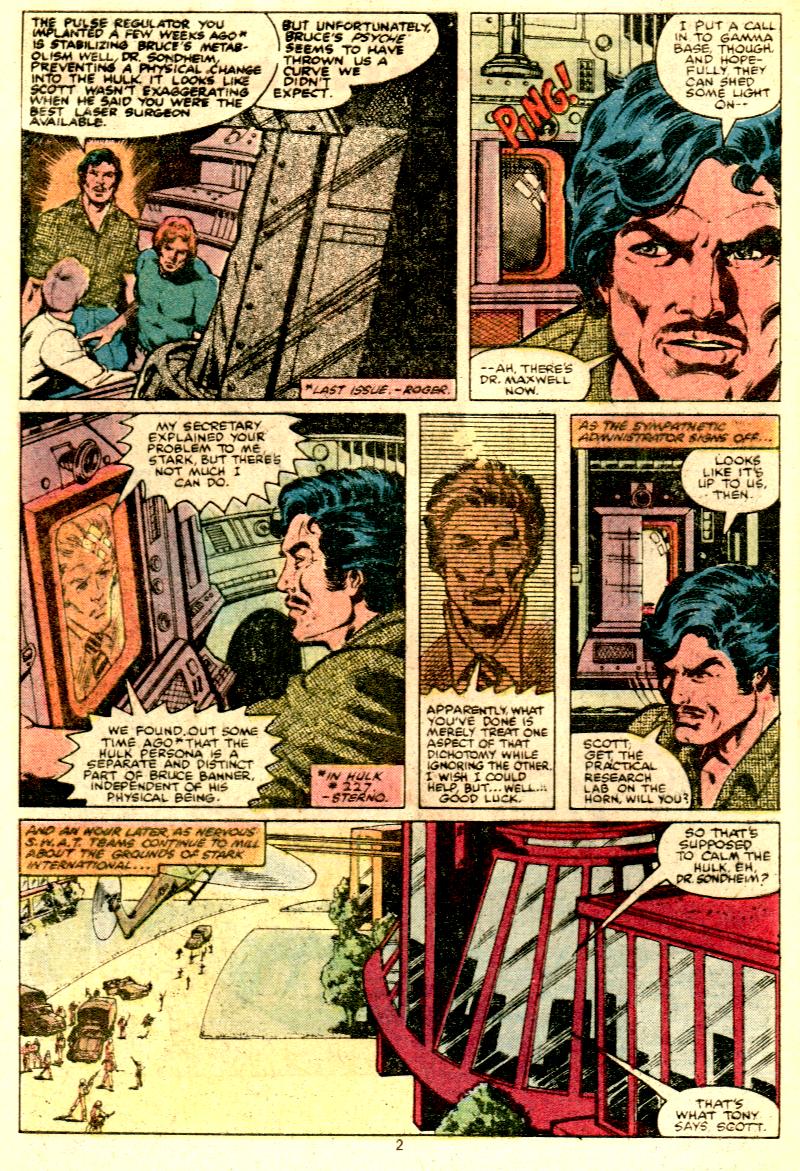 THE PULSE REGULATOR YOU
IMPLANTED A FEW WEEKS AGO*
IS STABILIZING BRUCE'S METAB-
OLISM WELL, DR. SONDHEIM,
PREVENTING A PHYSICAL CHANGE
INTO THE HULK. IT LOOKS LIKE
SCOTT WASN'T EXAGGERATING
WHEN HE SAID YOU WERE THE
BEST LASER SURGEON
AVAILABLE.
BUT UNFORTUNATELY,
BRUCE'S PSYCHE
SEEMS TO HAVE
THROWN US A
CURVE WE
DIDN'T
EXPECT.
*LAST ISSUE. -ROGER.
I PUT A CALL
IN TO GAMMA
BASE, THOUGH,
AND HOPE-
FULLY, THEY
CAN SHED
SOME LIGHT
ON--
PING!
--AH, THERE'S
DR. MAXWELL
NOW.
MY SECRETARY
EXPLAINED YOUR
PROBLEM TO ME,
STARK, BUT THERE'S
NOT MUCH I
CAN DO.
WE FOUND OUT SOME
TIME AGO* THAT THE
HULK PERSONA IS A
SEPARATE AND DISTINCT
PART OF BRUCE BANNER,
INDEPENDENT OF HIS
PHYSICAL BEING.
*IN HULK
#227.
-STERNO.
APPARENTLY, WHAT
YOU'VE DONE IS
MERELY TREAT ONE
ASPECT OF THAT
DICHOTOMY WHILE
IGNORING THE OTHER.
I WISH I COULD
HELP, BUT... WELL...
GOOD LUCK.
AS THE SYMPATHETIC
ADMINISTRATOR SIGNS OFF...
LOOKS
LIKE IT'S
UP TO US,
THEN.
SCOTT,
GET THE
PRACTICAL
RESEARCH
LAB ON THE
HORN, WILL YOU?
AND AN HOUR LATER, AS NERVOUS
S.W.A.T. TEAMS CONTINUE TO MILL
ABOUT THE GROUNDS OF STARK
INTERNATIONAL...
SO THAT'S
SUPPOSED
TO CALM THE
HULK, EH,
DR. SONDHEIM?
THAT'S
WHAT TONY
SAYS, SCOTT.
2